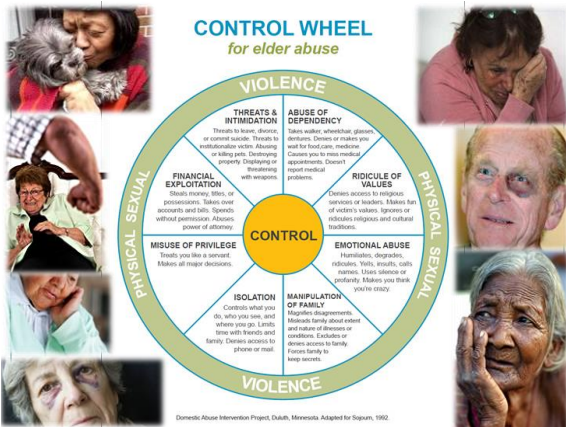 CONTROL WHEEL
for elder abuse
VIOLENCE
THREATS &
INTIMIDATION
Threats to leave, divorce,
or commit suicide. Threats to
institutionalize victim. Abusing
or killing pets. Destroying
property. Displaying or
threatening
with weapons.
ABUSE OF
DEPENDENCY
Takes walker, wheelchair, glasses,
dentures. Denies or makes you
wait for food,care, medicine.
Causes you to miss medical
appointments. Doesn't
report medical
problems.
FINANCIAL
EXPLOITATION
Steals money, titles, or
possessions. Takes over
accounts and bills. Spends
without permission. Abuses
power of attorney.
RIDICULE OF
VALUES
Denies access to religious
services or leaders. Makes fun
of victim's values. Ignores or
ridicules religious and cultural
traditions.
PHYSICAL SEXUAL
PHYSICAL SEXUAL
CONTROL
MISUSE OF PRIVILEGE
Treats you like a servant.
Makes all major decisions.
EMOTIONAL ABUSE
Humiliates, degrades,
ridicules. Yells, insults, calls
names. Uses silence or
profanity. Makes you think
you're crazy.
ISOLATION
Controls what you
do, who you see, and
where you go. Limits
time with friends and
family. Denies access to
phone or mail.
MANIPULATION
OF FAMILY
Magnifies disagreements.
Misleads family about extent
and nature of illnesses or
conditions. Excludes or
denies access to family.
Forces family to
keep secrets.
VIOLENCE
Domestic Abuse Intervention Project, Duluth, Minnesota. Adapted for Sojourn, 1992.